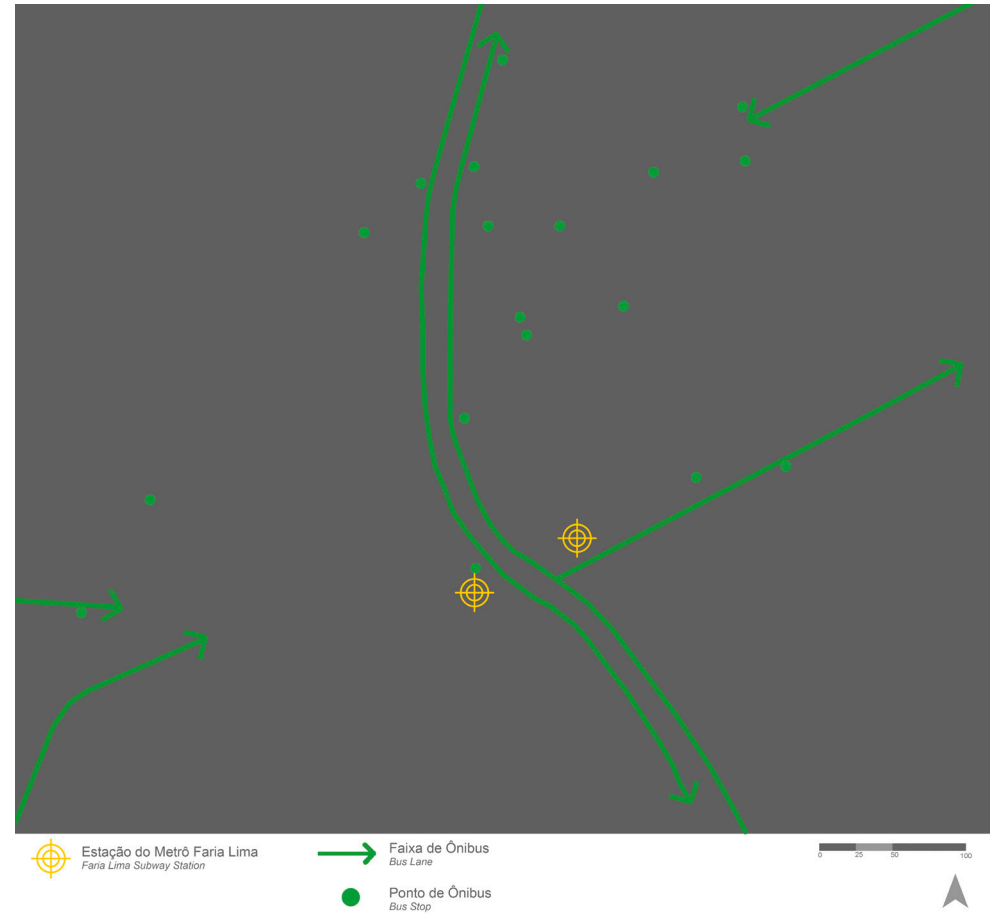 Estação do Metrô Faria Lima
Faria Lima Subway Station
Faixa de Ônibus
Bus Lane
Ponto de Ônibus
Bus Stop
0 25 50 100